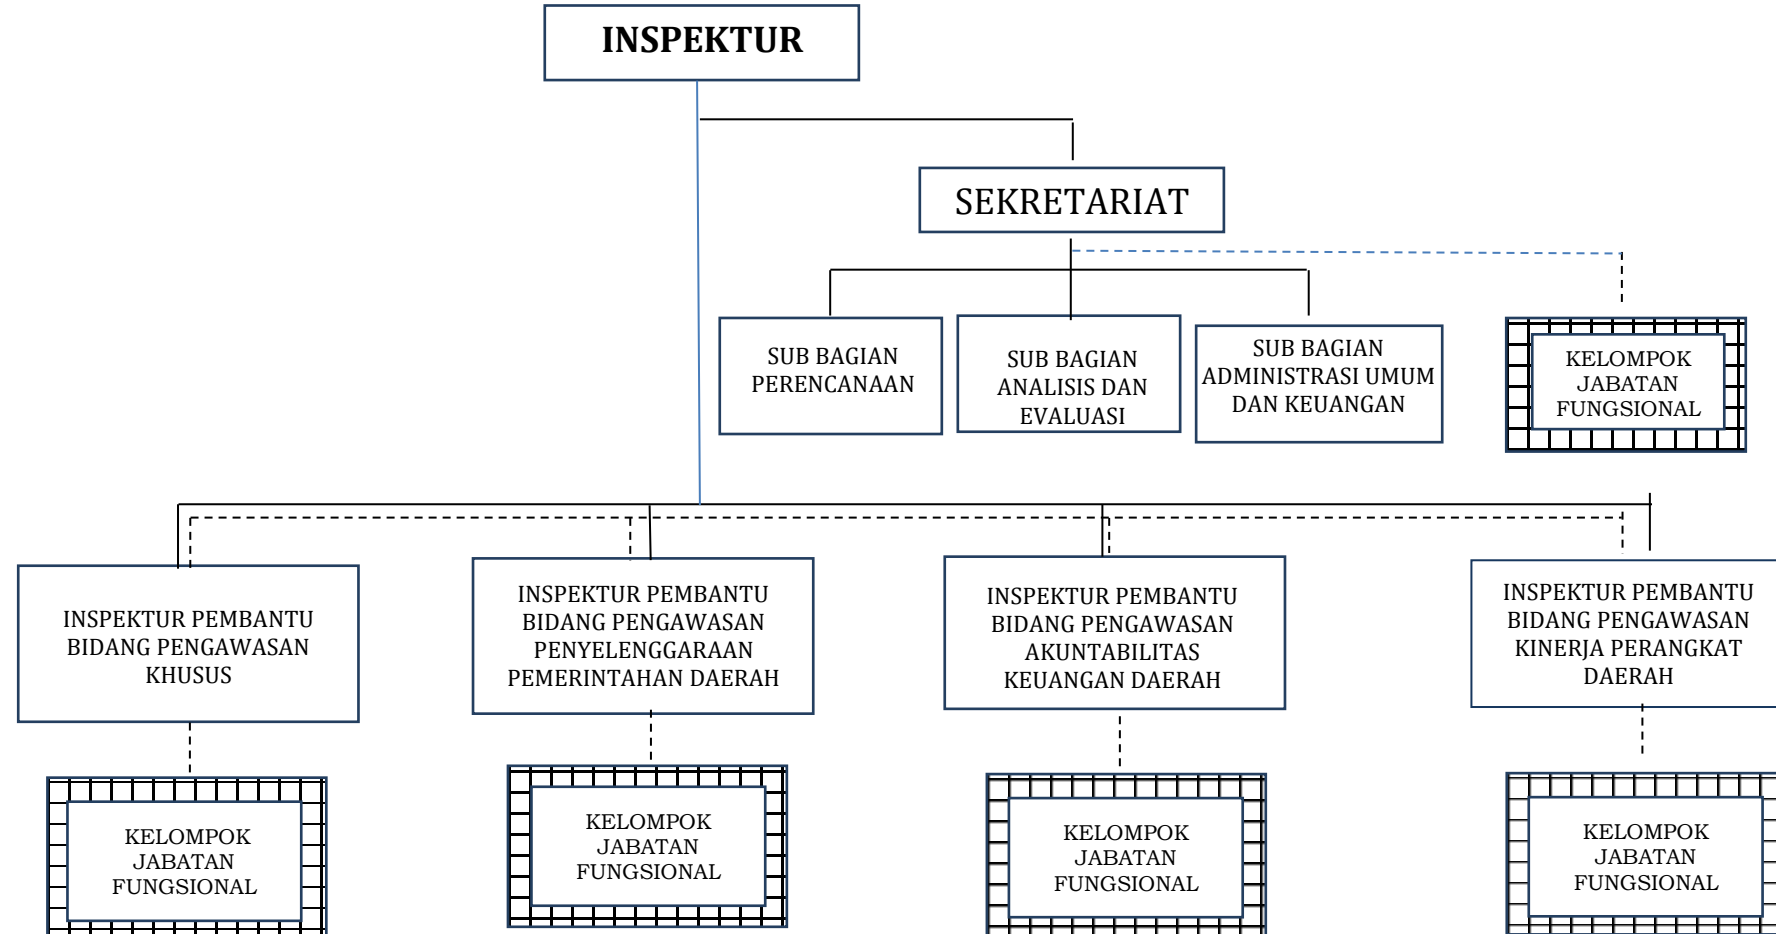 INSPEKTUR
SEKRETARIAT
SUB BAGIAN
PERENCANAAN
SUB BAGIAN
ANALISIS DAN
EVALUASI
SUB BAGIAN
ADMINISTRASI UMUM
DAN KEUANGAN
KELOMPOK
JABATAN
FUNGSIONAL
INSPEKTUR PEMBANTU
BIDANG PENGAWASAN
KHUSUS
INSPEKTUR PEMBANTU
BIDANG PENGAWASAN
PENYELENGGARAAN
PEMERINTAHAN DAERAH
INSPEKTUR PEMBANTU
BIDANG PENGAWASAN
AKUNTABILITAS
KEUANGAN DAERAH
INSPEKTUR PEMBANTU
BIDANG PENGAWASAN
KINERJA PERANGKAT
DAERAH
KELOMPOK
JABATAN
FUNGSIONAL
KELOMPOK
JABATAN
FUNGSIONAL
KELOMPOK
JABATAN
FUNGSIONAL
KELOMPOK
JABATAN
FUNGSIONAL